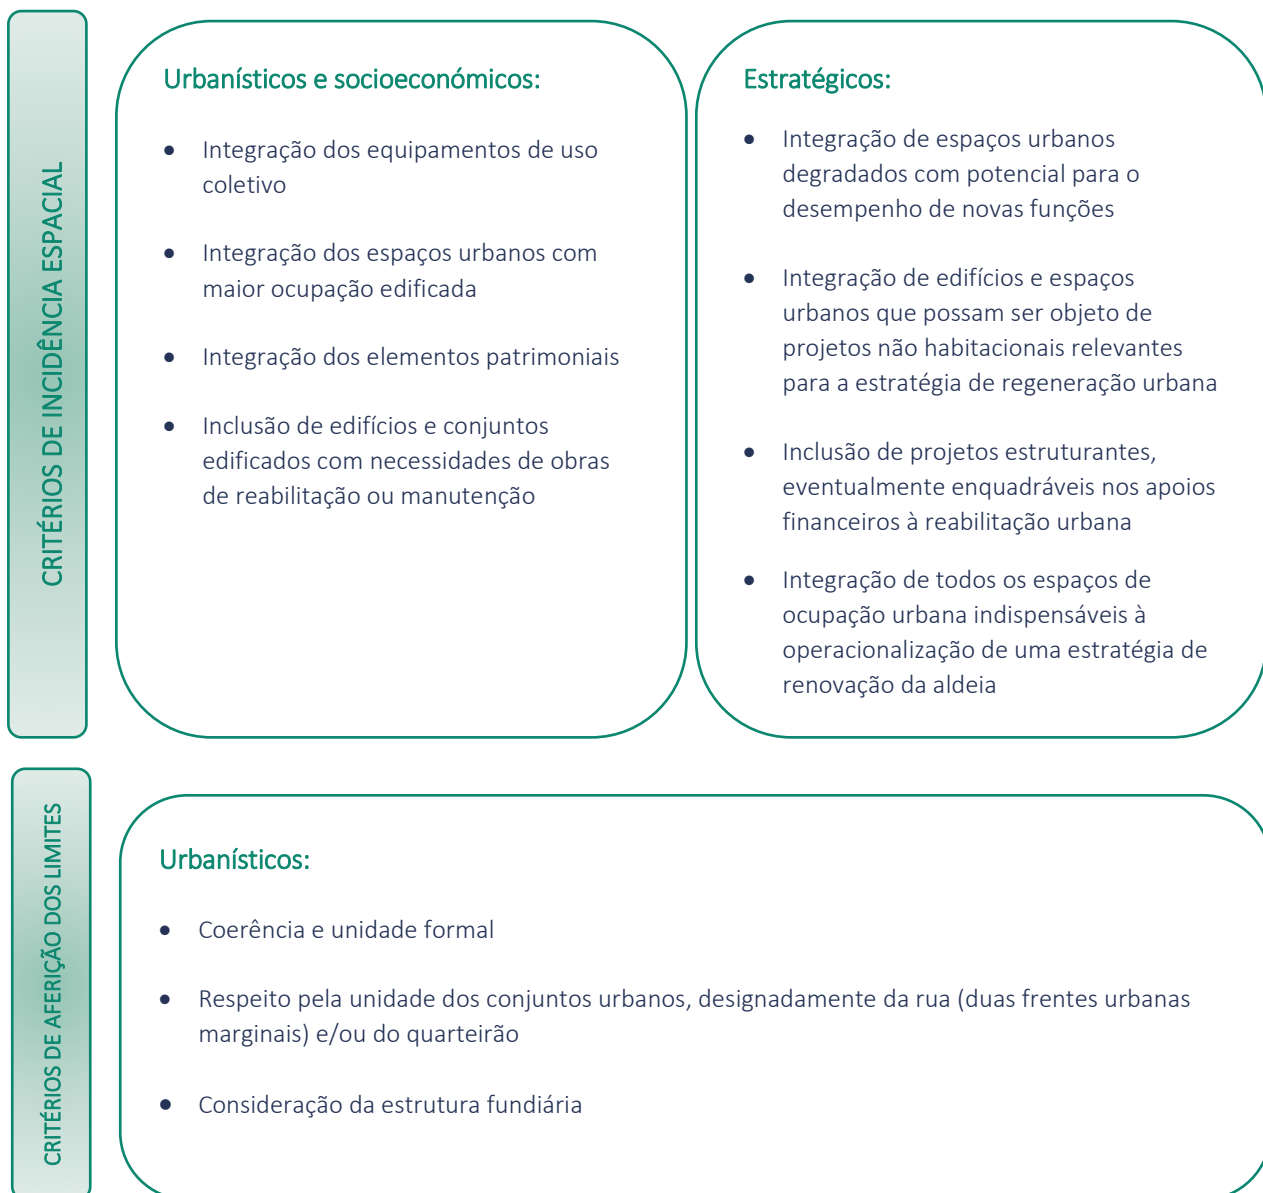 CRITÉRIOS DE INCIDÊNCIA ESPACIAL
Urbanísticos e socioeconómicos:
• Integração dos equipamentos de uso
coletivo
• Integração dos espaços urbanos com
maior ocupação edificada
• Integração dos elementos patrimoniais
• Inclusão de edifícios e conjuntos
edificados com necessidades de obras
de reabilitação ou manutenção
Estratégicos:
• Integração de espaços urbanos
degradados com potencial para o
desempenho de novas funções
• Integração de edifícios e espaços
urbanos que possam ser objeto de
projetos não habitacionais relevantes
para a estratégia de regeneração urbana
• Inclusão de projetos estruturantes,
eventualmente enquadráveis nos apoios
financeiros à reabilitação urbana
• Integração de todos os espaços de
ocupação urbana indispensáveis à
operacionalização de uma estratégia de
renovação da aldeia
CRITÉRIOS DE AFERIÇÃO DOS LIMITES
Urbanísticos:
• Coerência e unidade formal
• Respeito pela unidade dos conjuntos urbanos, designadamente da rua (duas frentes urbanas
marginais) e/ou do quarteirão
• Consideração da estrutura fundiária